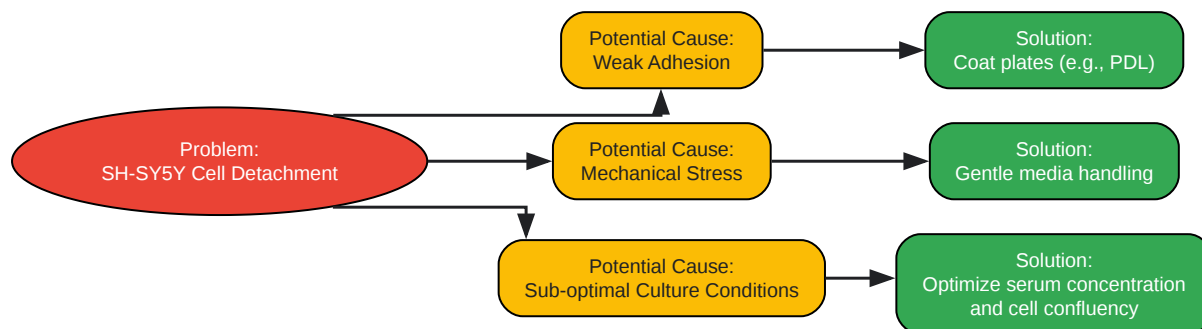 Problem:
SH-SY5Y Cell Detachment
Potential Cause:
Weak Adhesion
Solution:
Coat plates (e.g., PDL)
Potential Cause:
Mechanical Stress
Solution:
Gentle media handling
Potential Cause:
Sub-optimal Culture Conditions
Solution:
Optimize serum concentration
and cell confluency